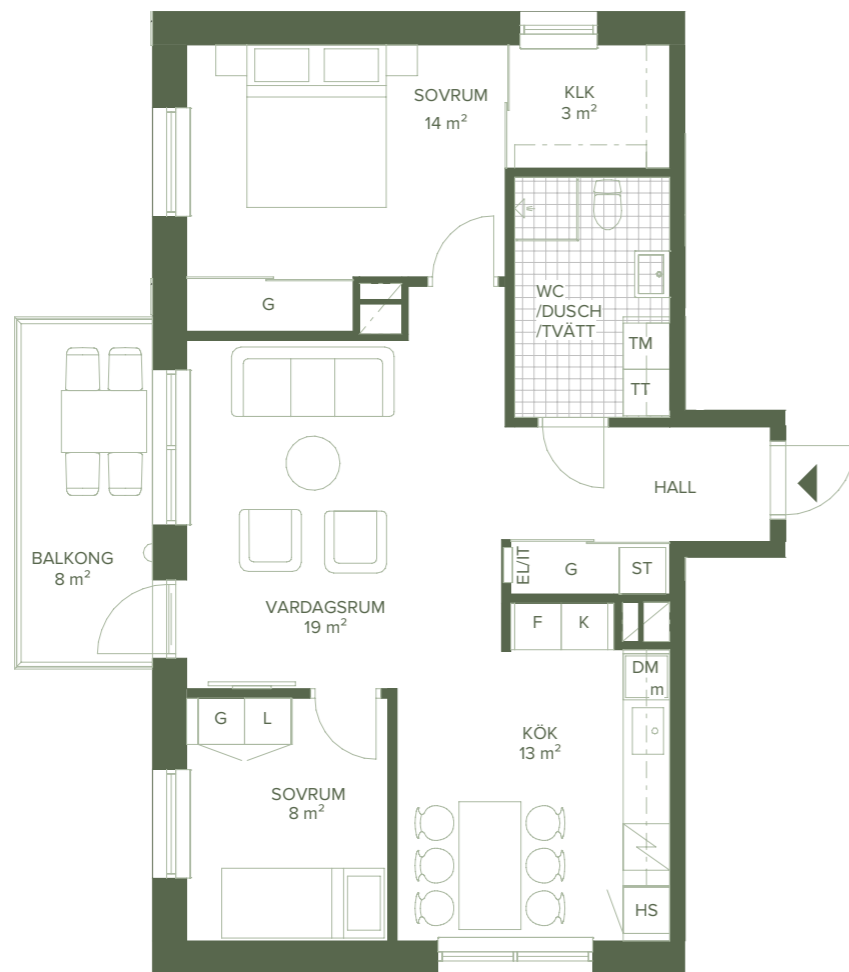 SOVRUM
14 m²
KLK
3 m²
G
WC
/DUSCH
/TVÄTT
TM
TT
HALL
BALKONG
8 m²
VARDAGSRUM
19 m²
EL/IT
G
ST
F
K
DM
m
G
L
KÖK
13 m²
SOVRUM
8 m²
HS